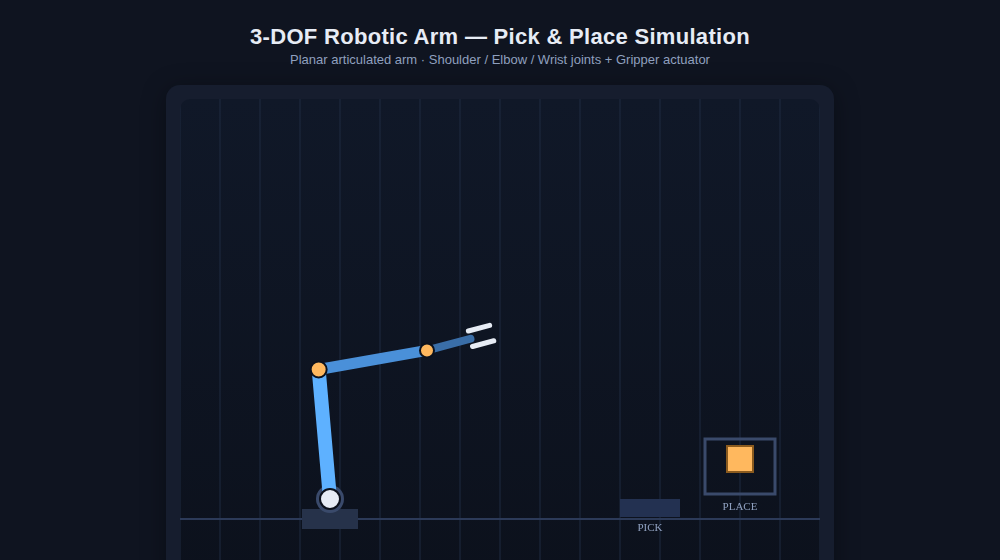 3-DOF Robotic Arm — Pick & Place Simulation
Planar articulated arm · Shoulder / Elbow / Wrist joints + Gripper actuator
PLACE
PICK